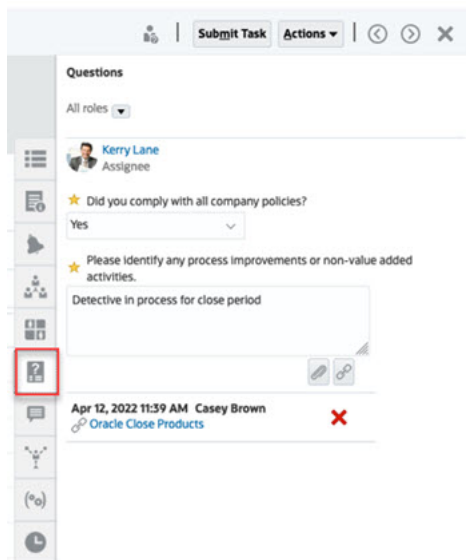 Submit Task Actions
Questions
All roles
Kerry Lane
Assignee
Did you comply with all company policies?
Yes
Please identify any process improvements or non-value added
activities.
Detective in process for close period
Apr 12, 2022 11:39 AM Casey Brown
Oracle Close Products